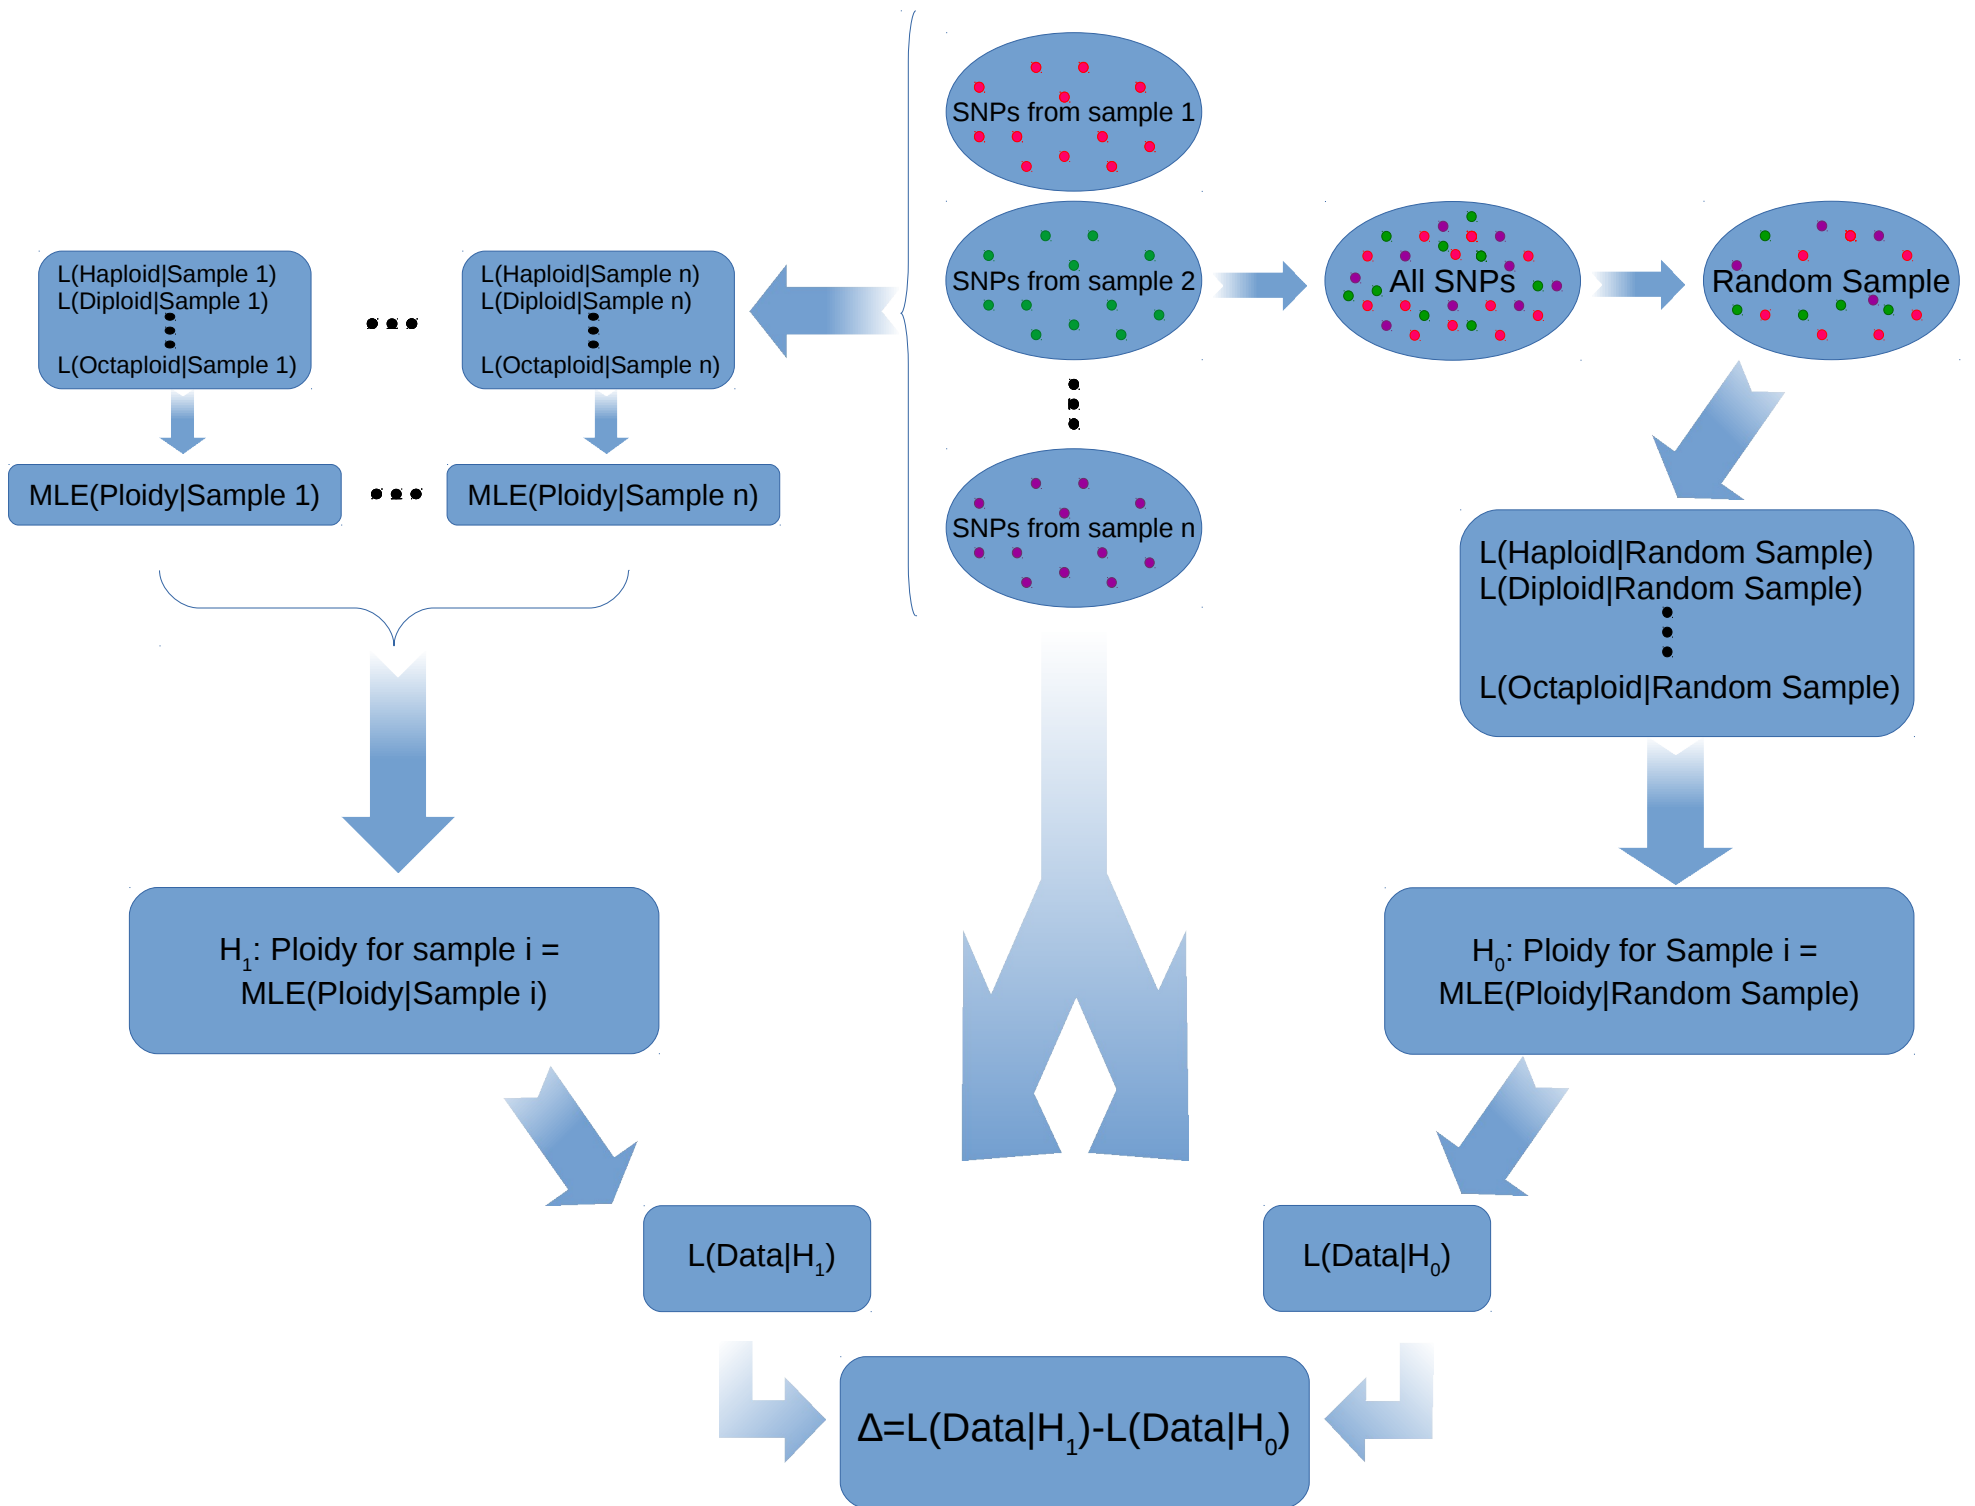 SNPs from sample 1
SNPs from sample 2
SNPs from sample n
All SNPs
Random Sample
L(Haploid|Sample 1)
L(Diploid|Sample 1)
L(Octaploid|Sample 1)
L(Haploid|Sample n)
L(Diploid|Sample n)
L(Octaploid|Sample n)
MLE(Ploidy|Sample 1)
MLE(Ploidy|Sample n)
L(Haploid|Random Sample)
L(Diploid|Random Sample)
L(Octaploid|Random Sample)
H₁: Ploidy for sample i =
MLE(Ploidy|Sample i)
H₀: Ploidy for Sample i =
MLE(Ploidy|Random Sample)
L(Data|H₁)
L(Data|H₀)
Δ=L(Data|H₁)-L(Data|H₀)